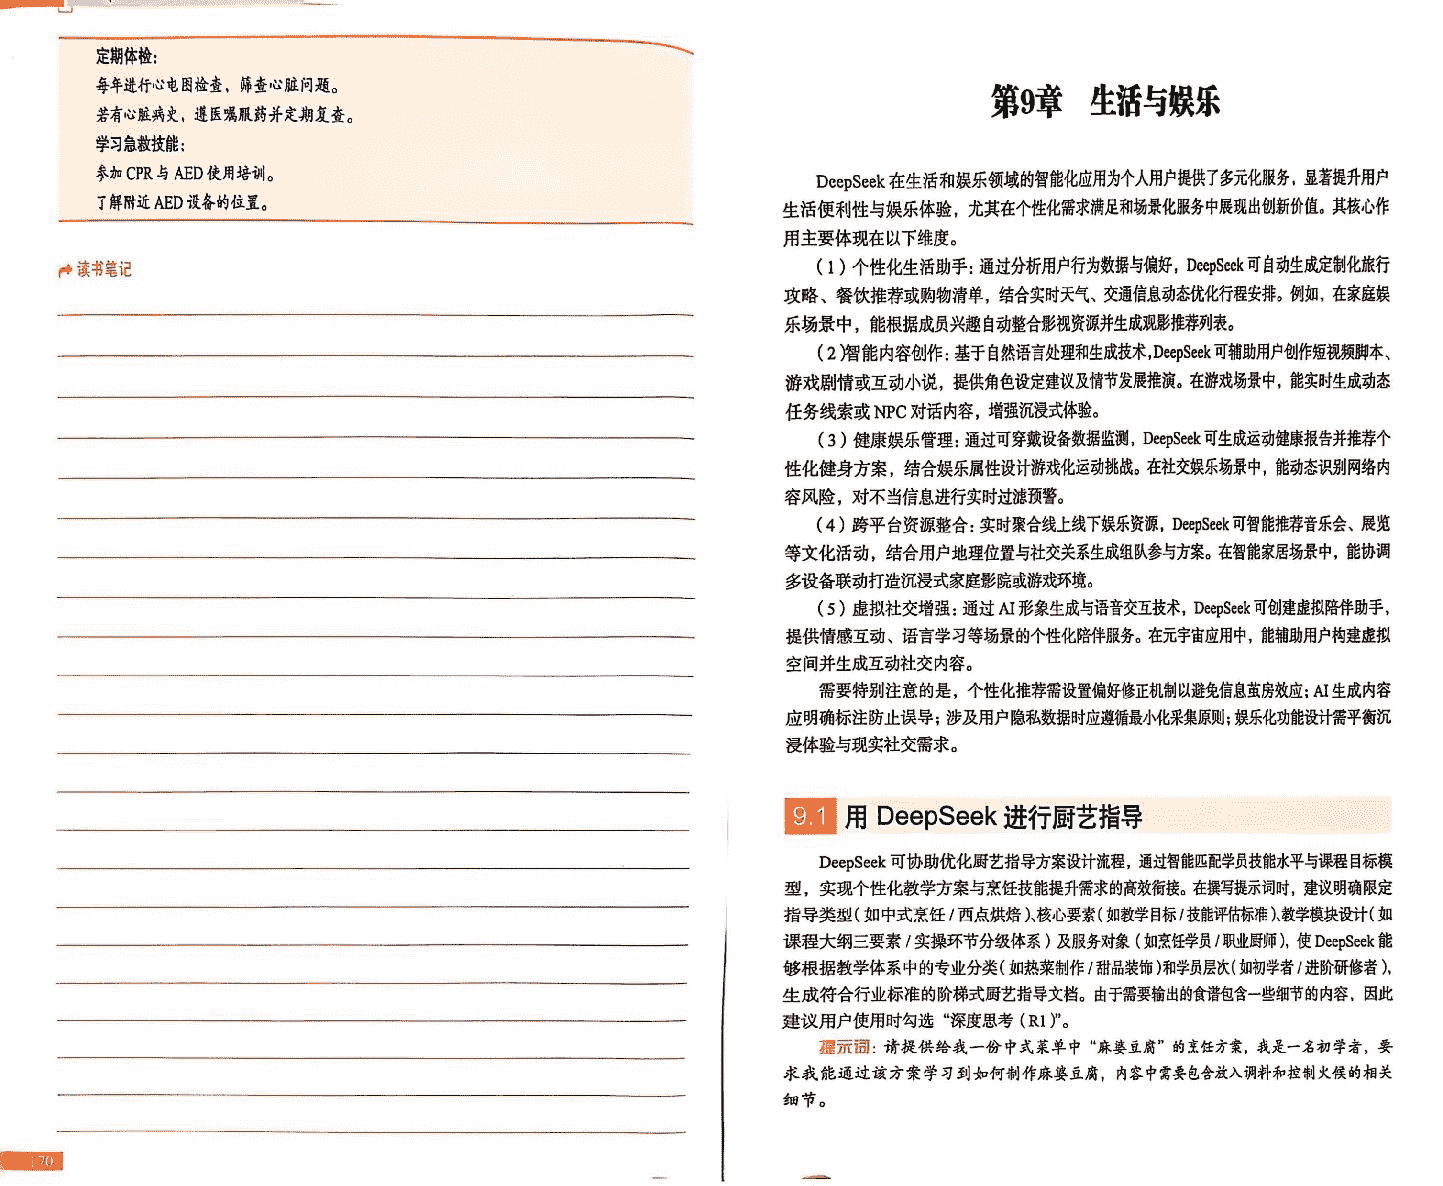 定期体检：
每年进行心电图检查，筛查心脏问题。
若有心脏病史，遵医嘱服药并定期复查。
学习急救技能：
参加 CPR 与 AED 使用培训。
了解附近 AED 设备的位置。
读书笔记
170
第9章 生活与娱乐
DeepSeek 在生活和娱乐领域的智能化应用为个人用户提供了多元化服务，显著提升用户
生活便利性与娱乐体验，尤其在个性化需求满足和场景化服务中展现出创新价值。其核心作
用主要体现在以下维度。
（1）个性化生活助手：通过分析用户行为数据与偏好，DeepSeek 可自动生成定制化旅行
攻略、餐饮推荐或购物清单，结合实时天气、交通信息动态优化行程安排。例如，在家庭娱
乐场景中，能根据成员兴趣自动整合影视资源并生成观影推荐列表。
（2）智能内容创作：基于自然语言处理和生成技术，DeepSeek 可辅助用户创作短视频脚本、
游戏剧情或互动小说，提供角色设定建议及情节发展推演。在游戏场景中，能实时生成动态
任务线索或 NPC 对话内容，增强沉浸式体验。
（3）健康娱乐管理：通过可穿戴设备数据监测，DeepSeek 可生成运动健康报告并推荐个
性化健身方案，结合娱乐属性设计游戏化运动挑战。在社交娱乐场景中，能动态识别网络内
容风险，对不当信息进行实时过滤预警。
（4）跨平台资源整合：实时聚合线上线下娱乐资源，DeepSeek 可智能推荐音乐会、展览
等文化活动，结合用户地理位置与社交关系生成组队参与方案。在智能家居场景中，能协调
多设备联动打造沉浸式家庭影院或游戏环境。
（5）虚拟社交增强：通过 AI 形象生成与语音交互技术，DeepSeek 可创建虚拟陪伴助手，
提供情感互动、语言学习等场景的个性化陪伴服务。在元宇宙应用中，能辅助用户构建虚拟
空间并生成互动社交内容。
需要特别注意的是，个性化推荐需设置偏好修正机制以避免信息茧房效应；AI 生成内容
应明确标注防止误导；涉及用户隐私数据时应遵循最小化采集原则；娱乐化功能设计需平衡沉
浸体验与现实社交需求。
9.1 用 DeepSeek 进行厨艺指导
DeepSeek 可协助优化厨艺指导方案设计流程，通过智能匹配学员技能水平与课程目标模
型，实现个性化教学方案与烹饪技能提升需求的高效衔接。在撰写提示词时，建议明确限定
指导类型（如中式烹饪 / 西点烘焙）、核心要素（如教学目标 / 技能评估标准）、教学模块设计（如
课程大纲三要素 / 实操环节分级体系）及服务对象（如烹饪学员 / 职业厨师），使 DeepSeek 能
够根据教学体系中的专业分类（如热菜制作 / 甜品装饰）和学员层次（如初学者 / 进阶研修者），
生成符合行业标准的阶梯式厨艺指导文档。由于需要输出的食谱包含一些细节的内容，因此
建议用户使用时勾选“深度思考（R1）”。
提示词：请提供给我一份中式菜单中“麻婆豆腐”的烹饪方案，我是一名初学者，要
求我能通过该方案学习到如何制作麻婆豆腐，内容中需要包含放入调料和控制火候的相关
细节。